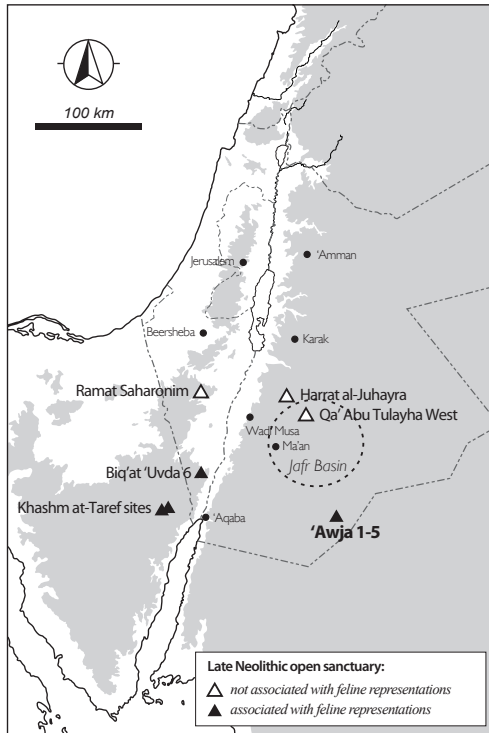 100 km
Jerusalem
'Amman
Beersheba
Karak
Ramat Saharonim
Harrat al-Juhayra
Qa' Abu Tulayha West
Wadi Musa
Ma'an
Jafr Basin
Biq'at 'Uvda 6
Khashm at-Taref sites
'Aqaba
'Awja 1-5
Late Neolithic open sanctuary:
not associated with feline representations
associated with feline representations